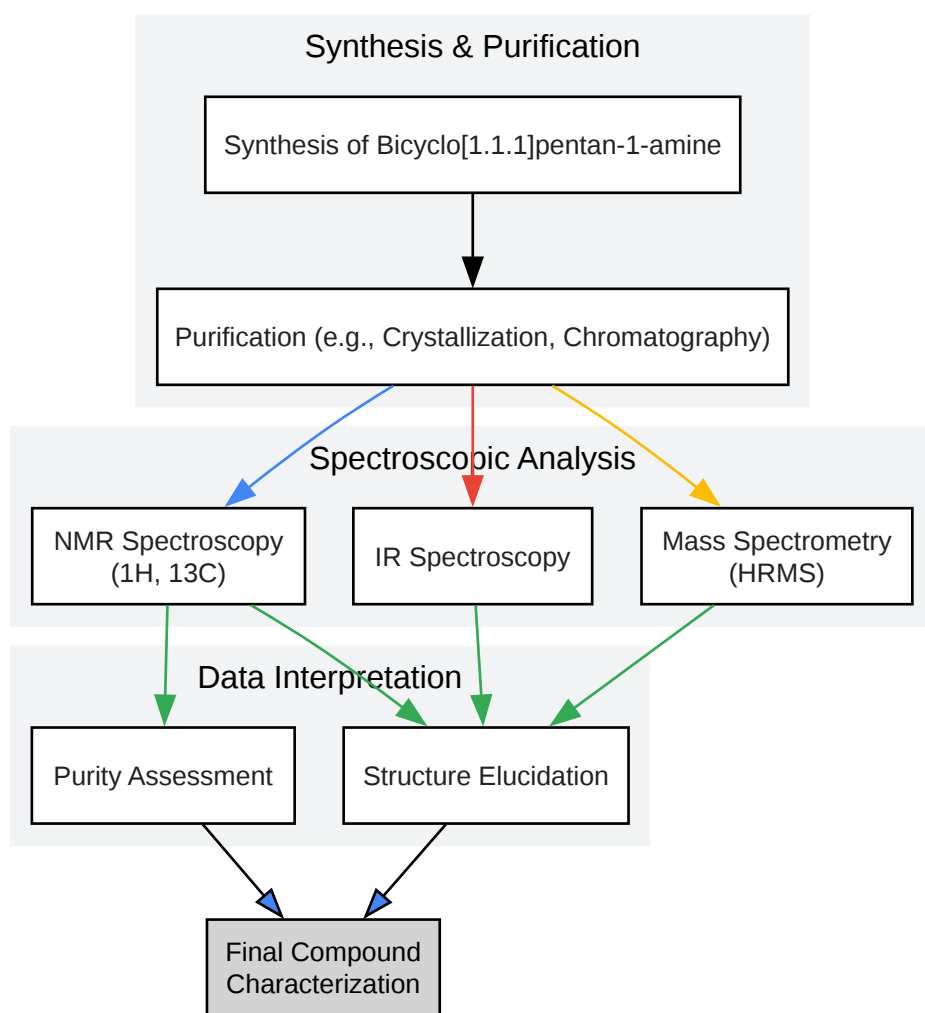 Synthesis & Purification
Synthesis of Bicyclo[1.1.1]pentan-1-amine
Purification (e.g., Crystallization, Chromatography)
Spectroscopic Analysis
NMR Spectroscopy
(1H, 13C)
IR Spectroscopy
Mass Spectrometry
(HRMS)
Data Interpretation
Purity Assessment
Structure Elucidation
Final Compound
Characterization